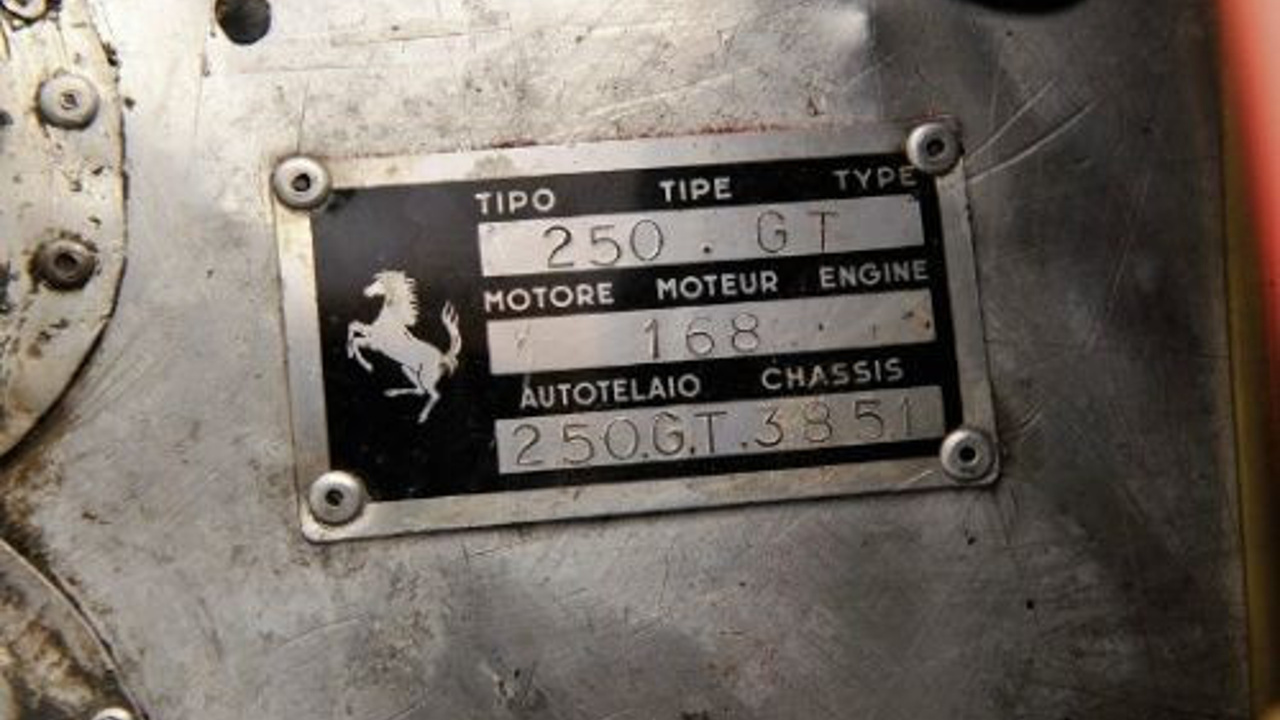 TIPO TIPE TYPE
250 . GT
MOTORE MOTEUR ENGINE
168
AUTOTELAIO CHASSIS
250.G.T.3851